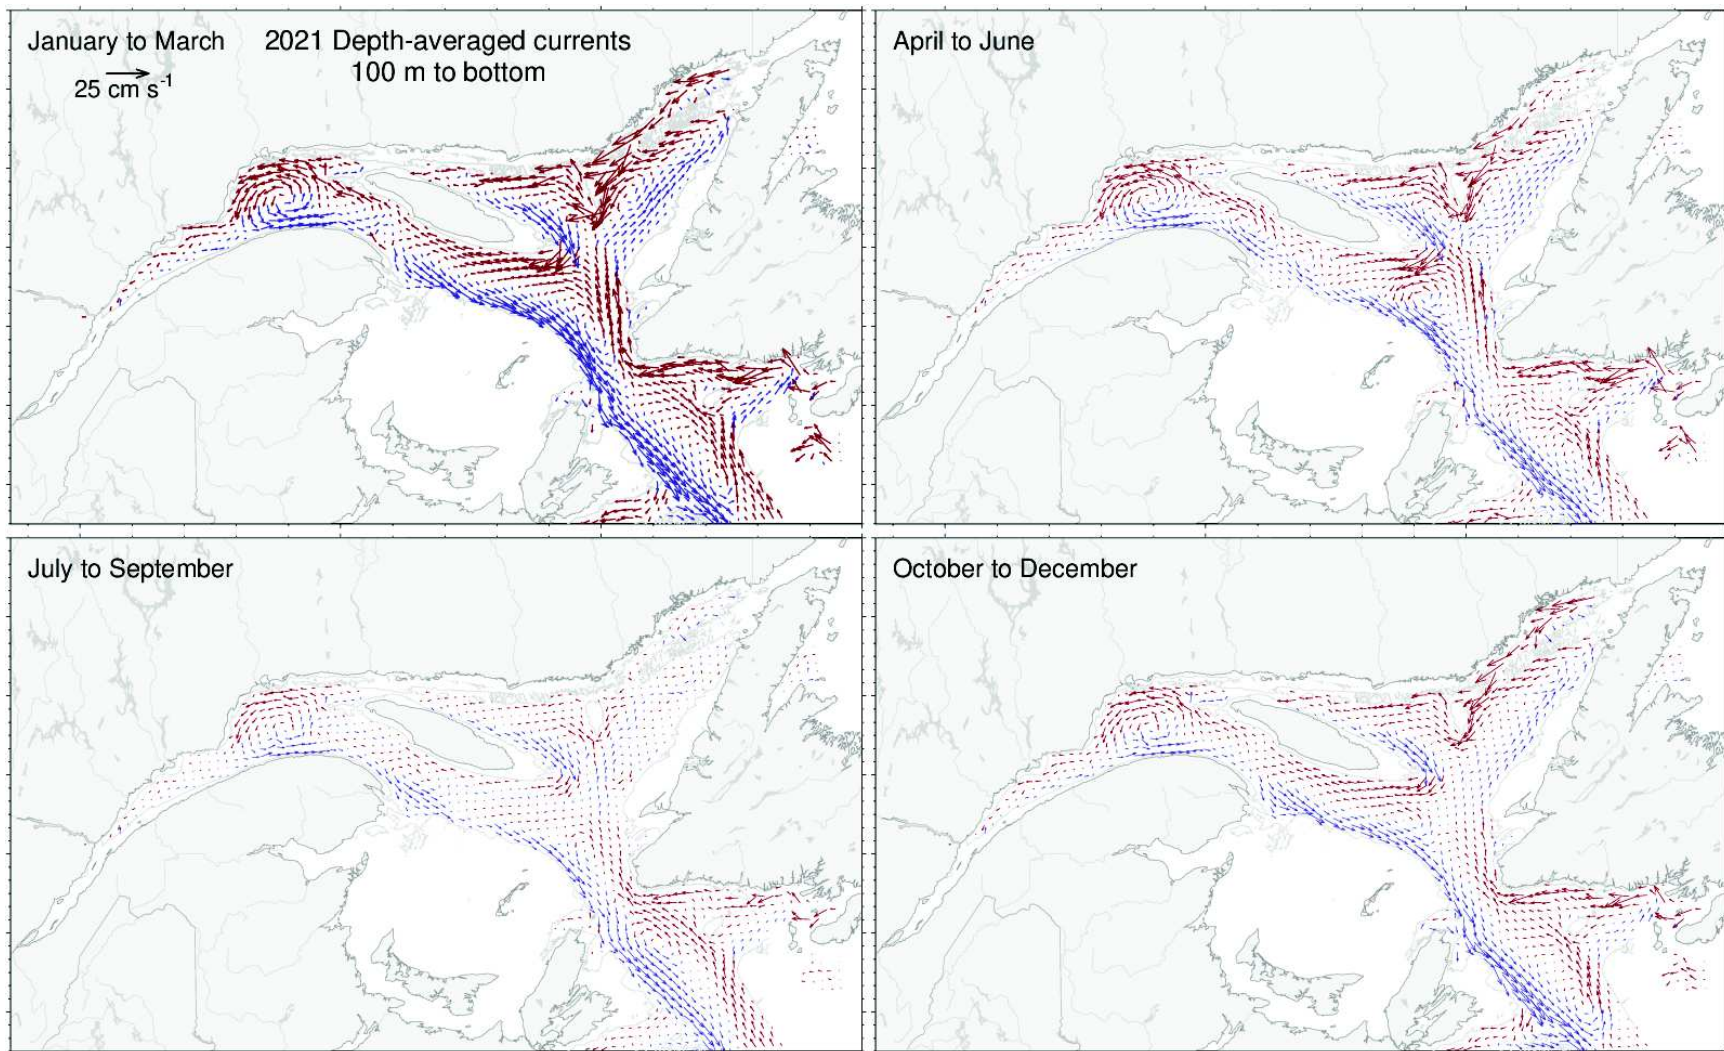 January to March
2021 Depth-averaged currents
100 m to bottom
25 cm s⁻¹
April to June
July to September
October to December